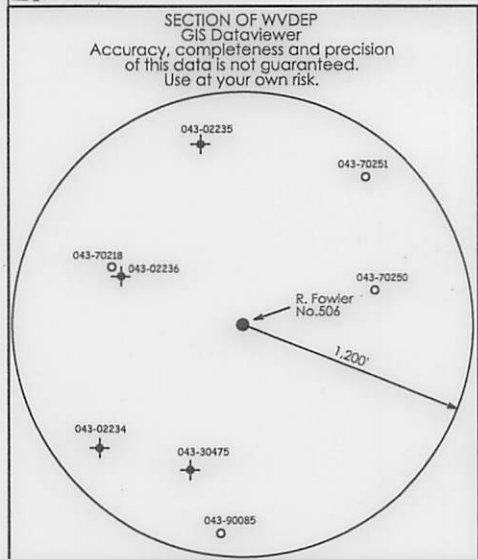 SECTION OF WVDEP
GIS Dataviewer
Accuracy, completeness and precision
of this data is not guaranteed.
Use at your own risk.
043-02235
043-70251
043-70218
043-02236
043-70250
R. Fowler
No.506
1,200'
043-02234
043-30475
043-90085